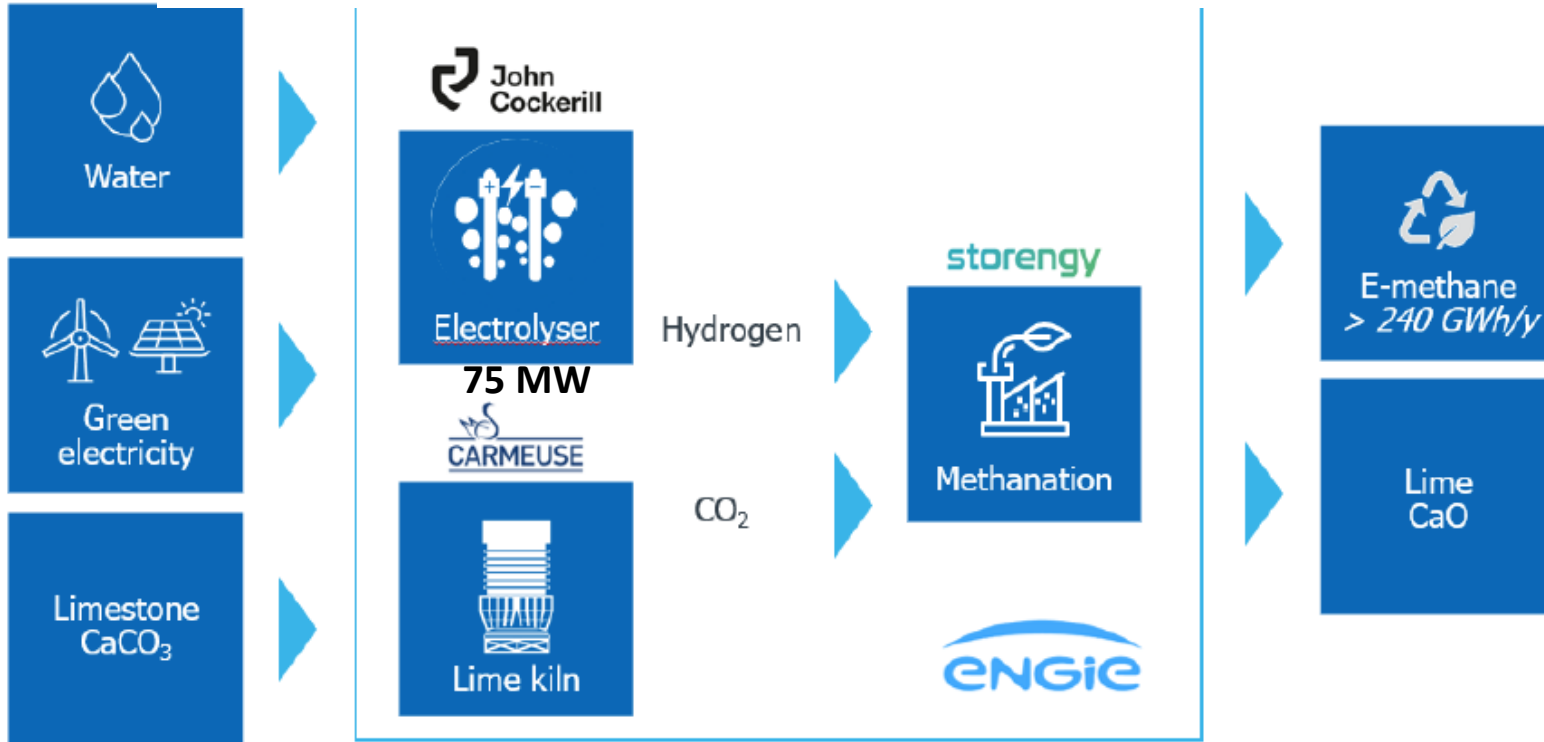 Water
Green
electricity
Limestone
CaCO₃
John
Cockerill
Electrolyser
75 MW
CARMEUSE
Lime kiln
Hydrogen
CO₂
storengy
Methanation
ENGIE
E-methane
> 240 GWh/y
Lime
CaO